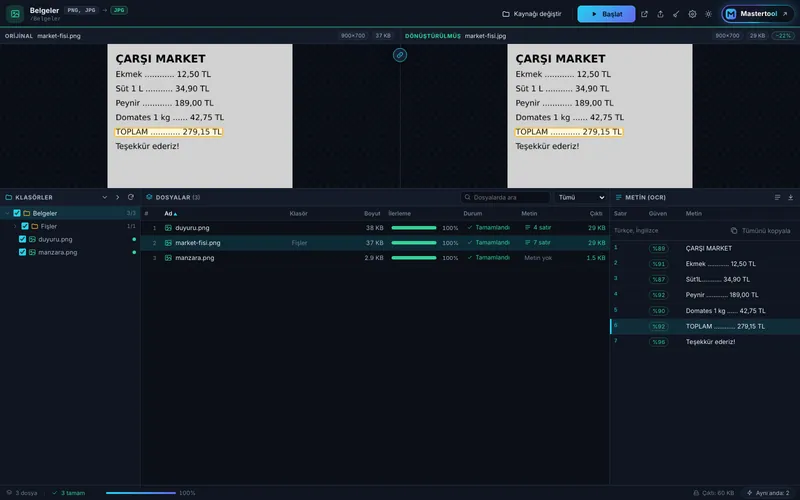 Belgeler PNG, JPG → JPG
/Belgeler
Kaynağı değiştir
Başlat
Mastertool
ORİJİNAL market-fisi.png 900×700 37 KB
DÖNÜŞTÜRÜLMÜŞ market-fisi.jpg 900×700 29 KB −22%
ÇARŞI MARKET
Ekmek ............ 12,50 TL
Süt 1 L ........... 34,90 TL
Peynir ............ 189,00 TL
Domates 1 kg ...... 42,75 TL
TOPLAM ............ 279,15 TL
Teşekkür ederiz!
ÇARŞI MARKET
Ekmek ............ 12,50 TL
Süt 1 L ........... 34,90 TL
Peynir ............ 189,00 TL
Domates 1 kg ...... 42,75 TL
TOPLAM ............ 279,15 TL
Teşekkür ederiz!
KLASÖRLER
Belgeler 3/3
Fişler 1/1
duyuru.png
manzara.png
DOSYALAR (3)
Dosyalarda ara
Tümü
# Ad Klasör Boyut İlerleme Durum Metin Çıktı
1 duyuru.png 38 KB 100% Tamamlandı 4 satır 29 KB
2 market-fisi.png Fişler 37 KB 100% Tamamlandı 7 satır 29 KB
3 manzara.png 2.9 KB 100% Tamamlandı Metin yok 1.5 KB
METİN (OCR)
Satır Güven Metin
Türkçe, İngilizce Tümünü kopyala
1 %89 ÇARŞI MARKET
2 %91 Ekmek ............ 12,50 TL
3 %87 Süt1L........... 34,90 TL
4 %92 Peynir ............ 189,00 TL
5 %90 Domates 1 kg ...... 42,75 TL
6 %92 TOPLAM ............ 279,15 TL
7 %96 Teşekkür ederiz!
3 dosya 3 tamam 100%
Çıktı: 60 KB Aynı anda: 2